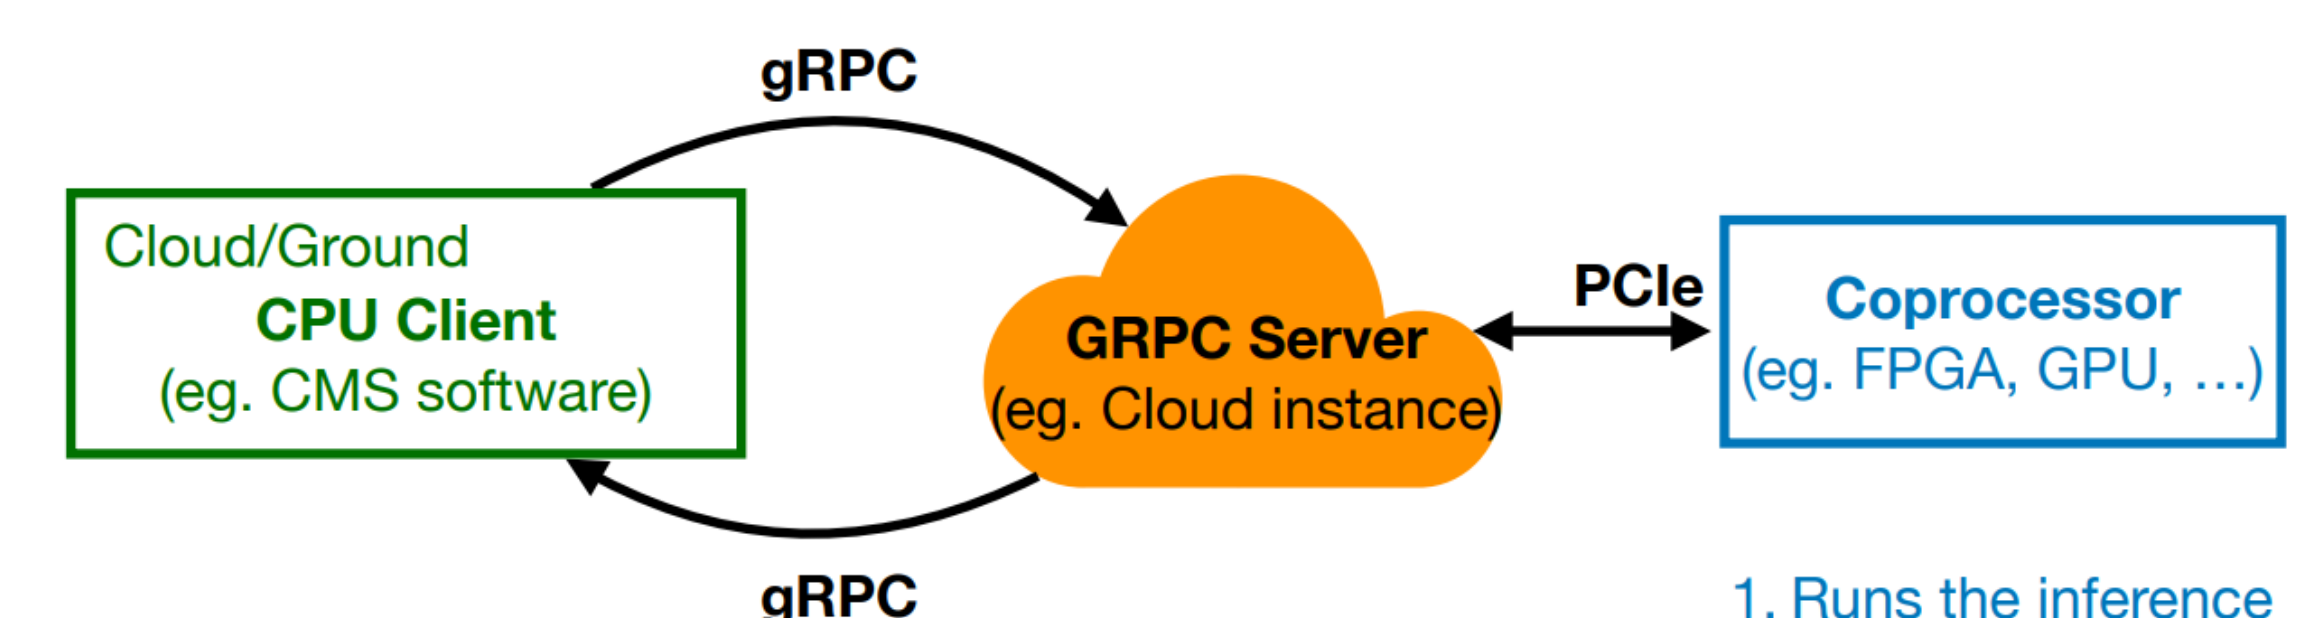 gRPC
Cloud/Ground
CPU Client
(eg. CMS software)
GRPC Server
(eg. Cloud instance)
PCIe
Coprocessor
(eg. FPGA, GPU, ...)
gRPC
1. Runs the inference